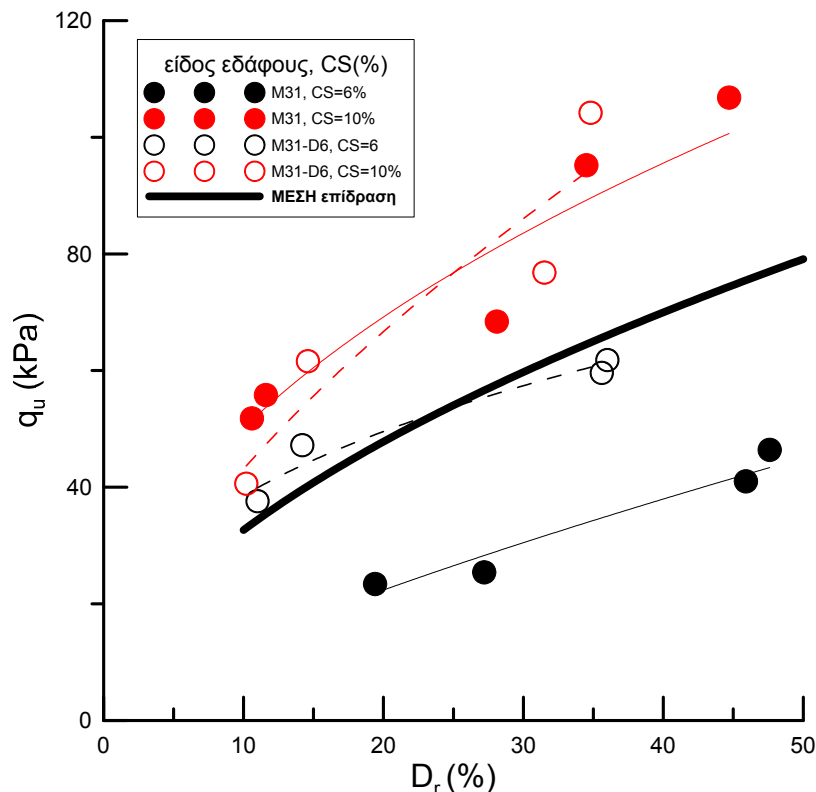 120
80
40
0
q_u (kPa)
είδος εδάφους, CS(%)
M31, CS=6%
M31, CS=10%
M31-D6, CS=6
M31-D6, CS=10%
ΜΕΣΗ επίδραση
0 10 20 30 40 50
D_r (%)